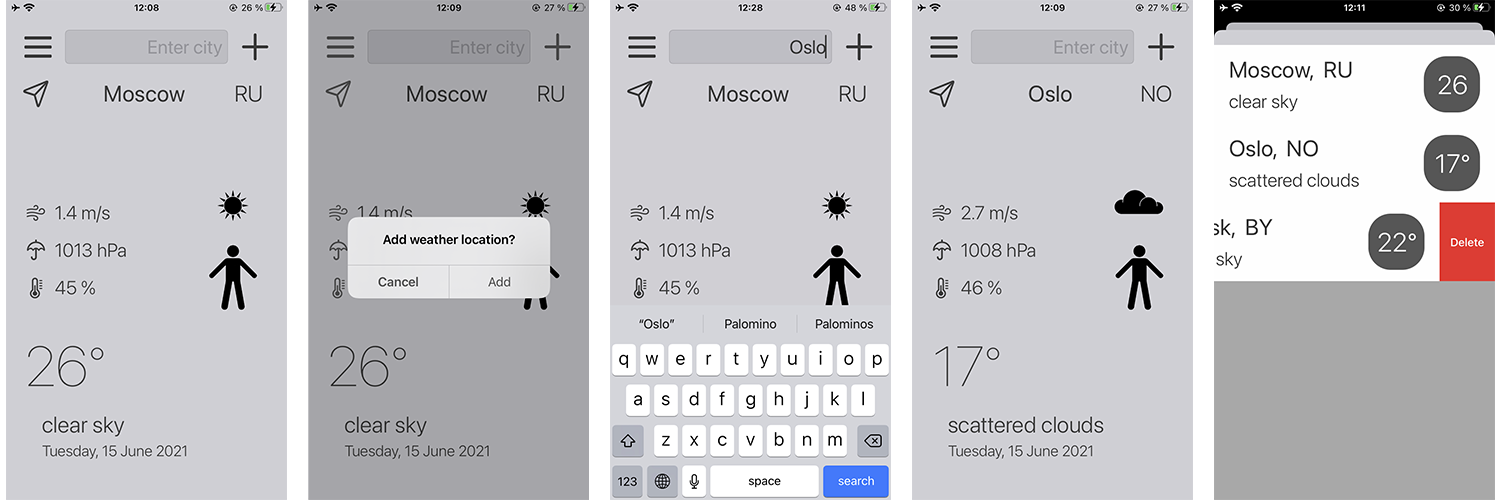 12:08
26 %
Enter city
Moscow RU
1.4 m/s
1013 hPa
45 %
26°
clear sky
Tuesday, 15 June 2021
12:09
27 %
Enter city
Moscow RU
1.4 m/s
Add weather location?
Cancel Add
26°
clear sky
Tuesday, 15 June 2021
12:28
48 %
Oslo
Moscow RU
1.4 m/s
1013 hPa
45 %
“Oslo” Palomino Palominos
q w e r t y u i o p
a s d f g h j k l
z x c v b n m
123 space search
12:09
27 %
Enter city
Oslo NO
2.7 m/s
1008 hPa
46 %
17°
scattered clouds
Tuesday, 15 June 2021
12:11
30 %
Moscow, RU
26
clear sky
Oslo, NO
17°
scattered clouds
sk, BY
22°
Delete
sky